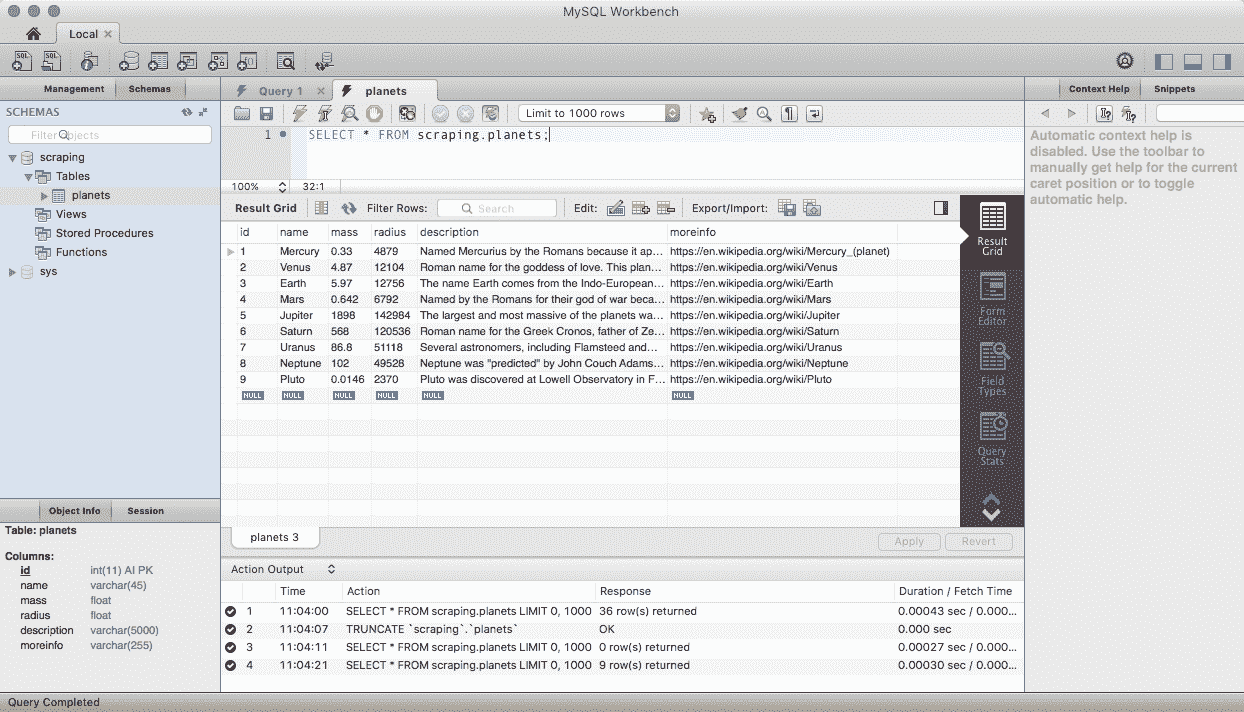 MySQL Workbench
Local
Management Schemas
SCHEMAS
Filter objects
scraping
Tables
planets
Views
Stored Procedures
Functions
sys
Query 1 planets
Limit to 1000 rows
1 SELECT * FROM scraping.planets;
100% 32:1
Result Grid Filter Rows: Search Edit: Export/Import:
id name mass radius description moreinfo
1 Mercury 0.33 4879 Named Mercurius by the Romans because it ap... https://en.wikipedia.org/wiki/Mercury_(planet)
2 Venus 4.87 12104 Roman name for the goddess of love. This plan... https://en.wikipedia.org/wiki/Venus
3 Earth 5.97 12756 The name Earth comes from the Indo-European... https://en.wikipedia.org/wiki/Earth
4 Mars 0.642 6792 Named by the Romans for their god of war beca... https://en.wikipedia.org/wiki/Mars
5 Jupiter 1898 142984 The largest and most massive of the planets wa... https://en.wikipedia.org/wiki/Jupiter
6 Saturn 568 120536 Roman name for the Greek Cronos, father of Ze... https://en.wikipedia.org/wiki/Saturn
7 Uranus 86.8 51118 Several astronomers, including Flamsteed and... https://en.wikipedia.org/wiki/Uranus
8 Neptune 102 49528 Neptune was "predicted" by John Couch Adams... https://en.wikipedia.org/wiki/Neptune
9 Pluto 0.0146 2370 Pluto was discovered at Lowell Observatory in F... https://en.wikipedia.org/wiki/Pluto
NULL NULL NULL NULL NULL NULL
Result
Grid
Form
Editor
Field
Types
Query
Stats
planets 3
Apply Revert
Context Help Snippets
Automatic context help is
disabled. Use the toolbar to
manually get help for the current
caret position or to toggle
automatic help.
Object Info Session
Table: planets
Columns:
id int(11) AI PK
name varchar(45)
mass float
radius float
description varchar(5000)
moreinfo varchar(255)
Action Output
Time Action Response Duration / Fetch Time
1 11:04:00 SELECT * FROM scraping.planets LIMIT 0, 1000 36 row(s) returned 0.00043 sec / 0.000...
2 11:04:07 TRUNCATE `scraping`.`planets` OK 0.000 sec
3 11:04:11 SELECT * FROM scraping.planets LIMIT 0, 1000 0 row(s) returned 0.00027 sec / 0.000...
4 11:04:21 SELECT * FROM scraping.planets LIMIT 0, 1000 9 row(s) returned 0.00030 sec / 0.000...
Query Completed